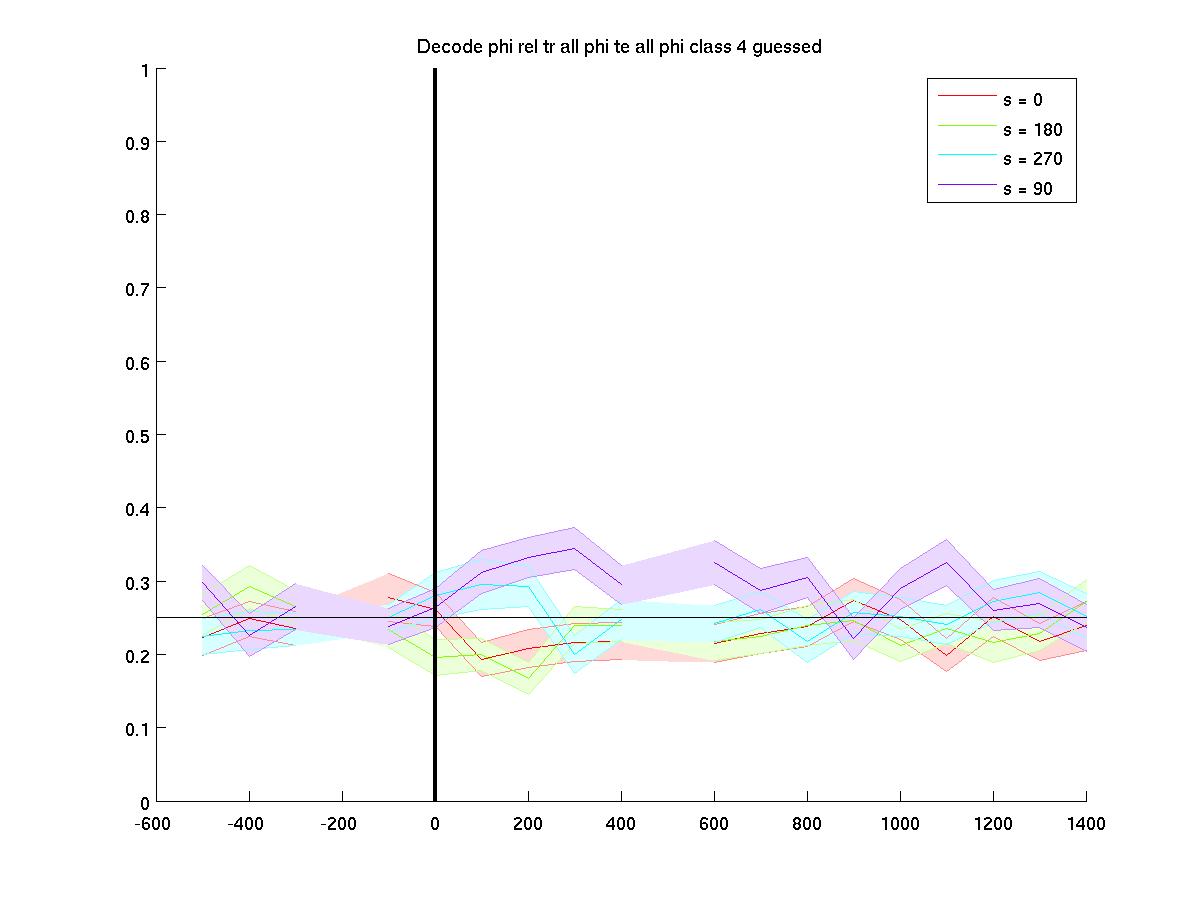 Decode phi rel tr all phi te all phi class 4 guessed
1
0.9
0.8
0.7
0.6
0.5
0.4
0.3
0.2
0.1
0
-600 -400 -200 0 200 400 600 800 1000 1200 1400
s = 0
s = 180
s = 270
s = 90